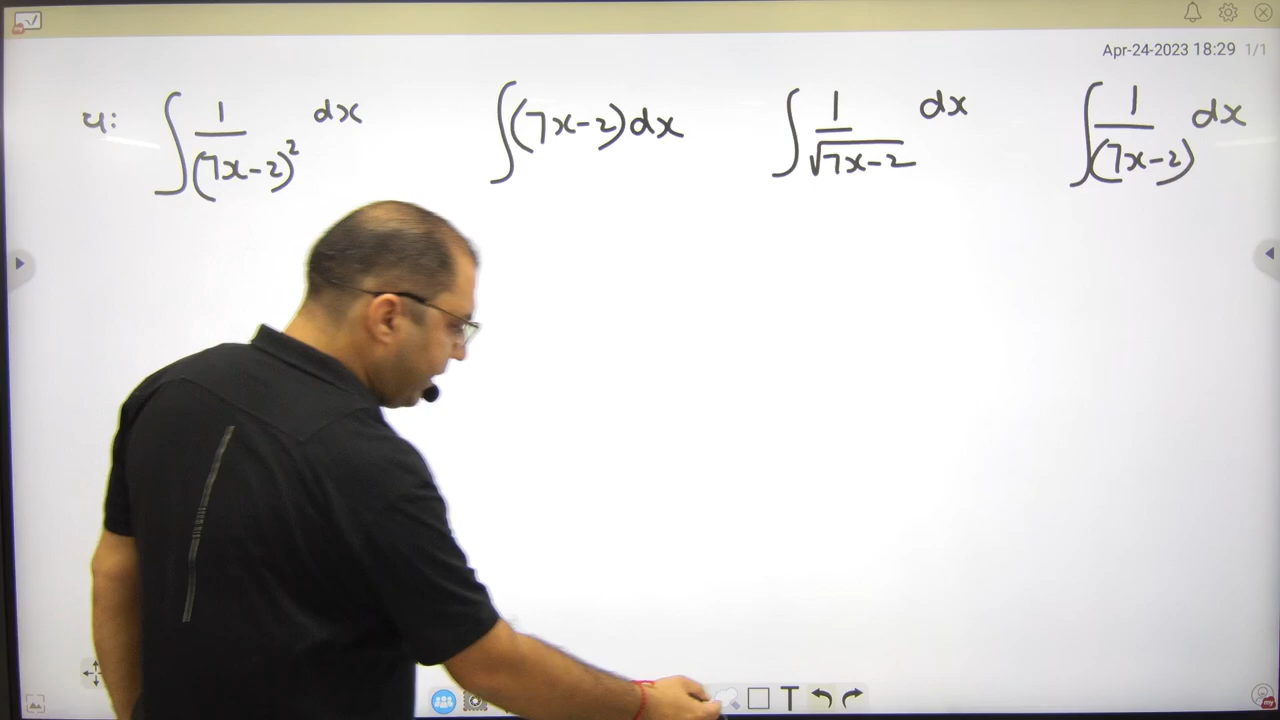 Apr-24-2023 18:29 1/1
4: ∫ 1/(7x-2)² dx ∫(7x-2)dx ∫ 1/√7x-2 dx ∫ 1/(7x-2) dx
T